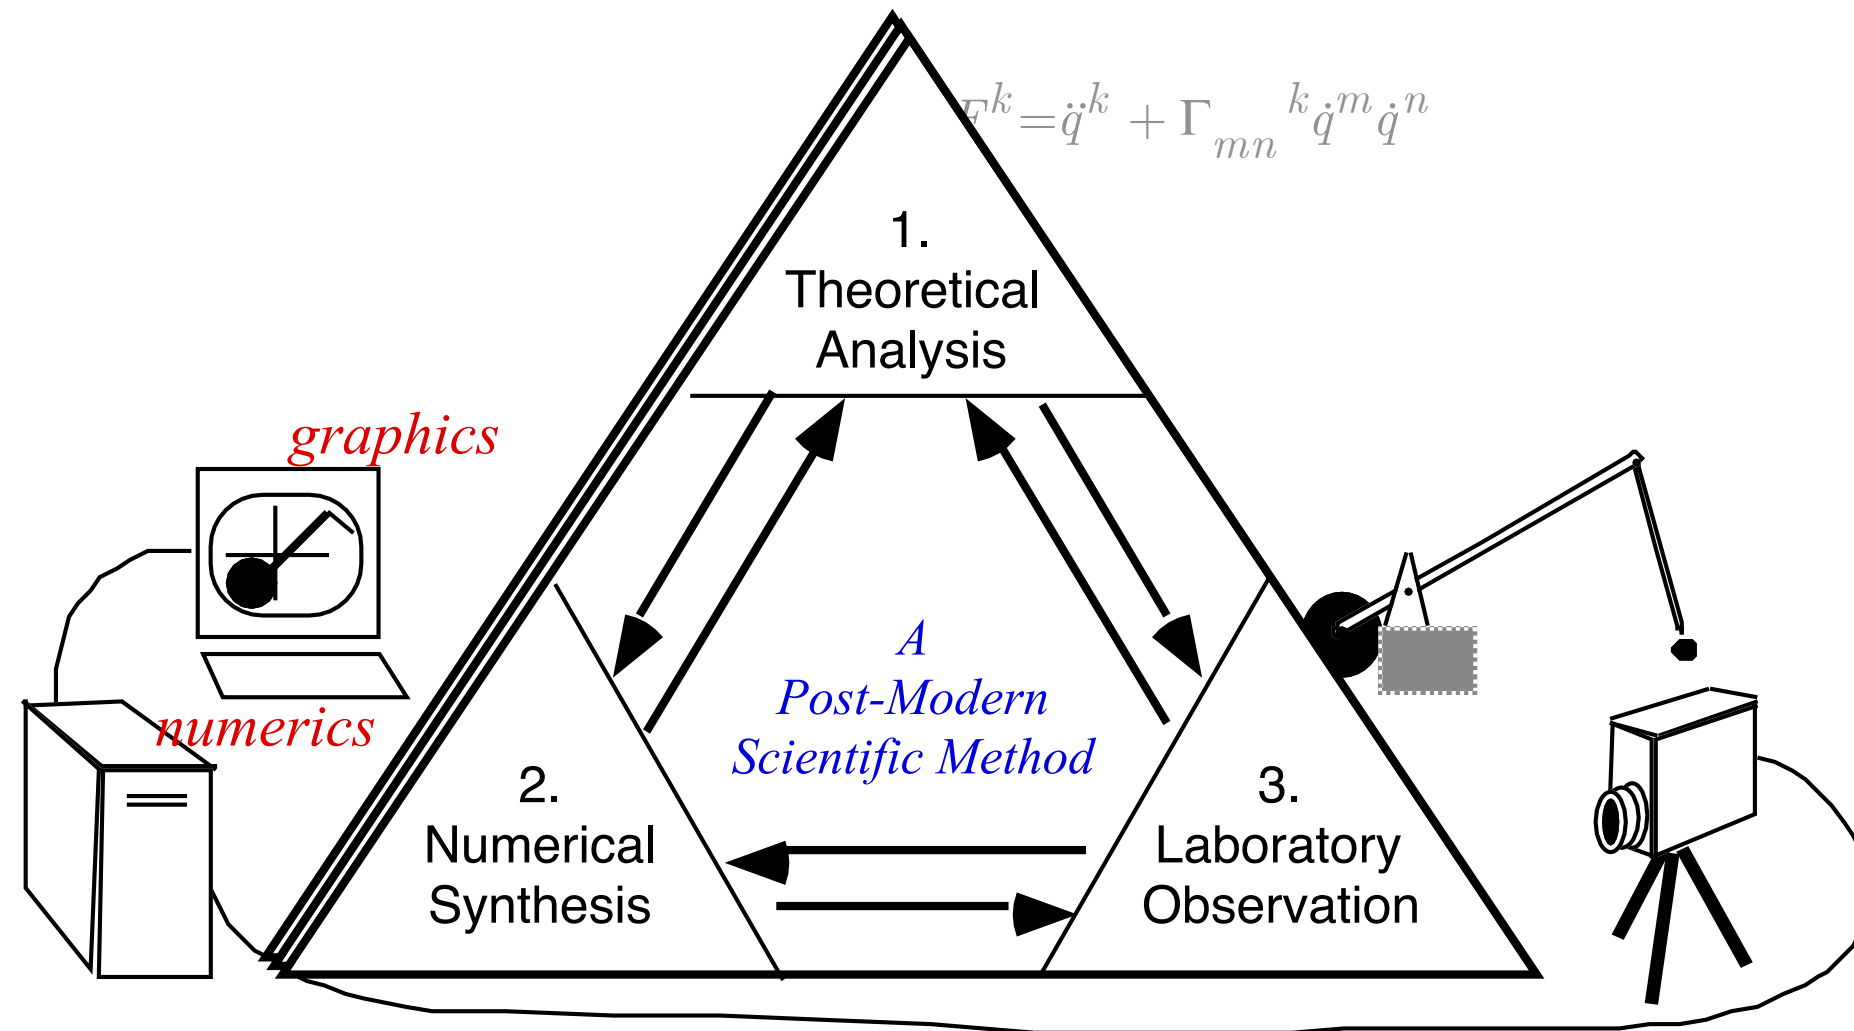 F^k=q̈^k + Γ_mn^k q̇^m q̇^n
1.
Theoretical
Analysis
graphics
numerics
A
Post-Modern
Scientific Method
2.
Numerical
Synthesis
3.
Laboratory
Observation